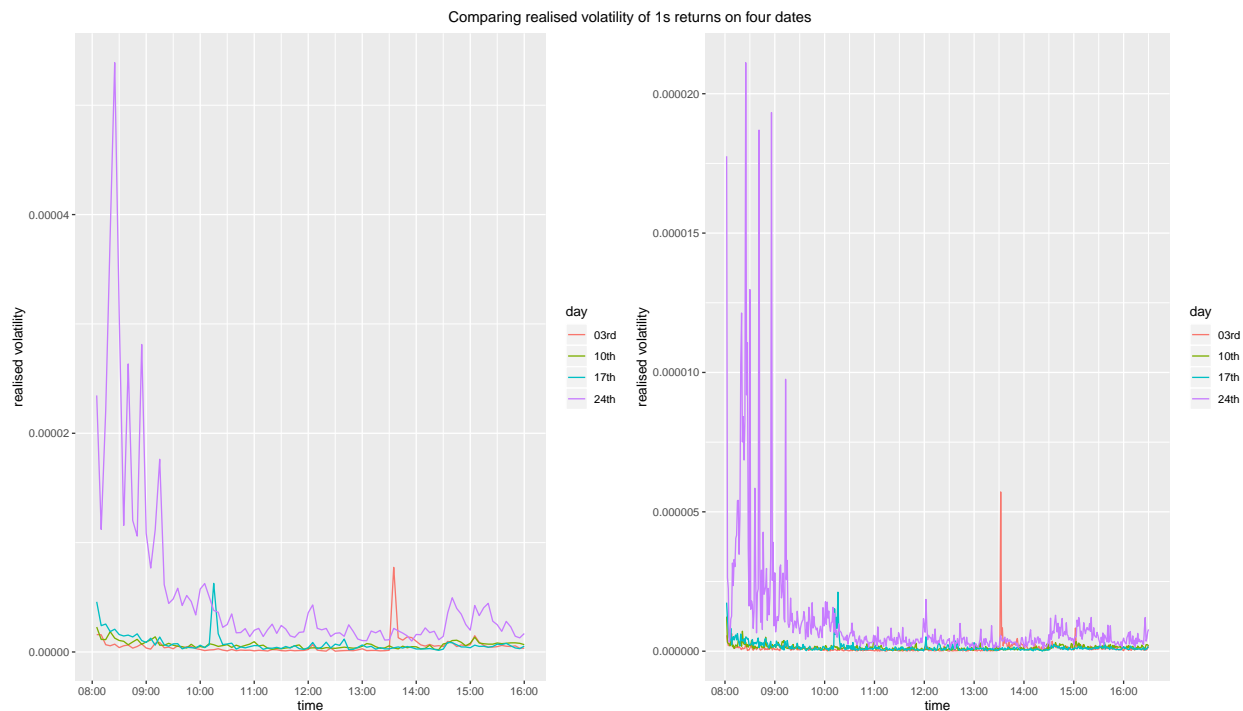 Comparing realised volatility of 1s returns on four dates
realised volatility
0.00004
0.00002
0.00000
08:00 09:00 10:00 11:00 12:00 13:00 14:00 15:00 16:00
time
day
03rd
10th
17th
24th
realised volatility
0.000020
0.000015
0.000010
0.000005
0.000000
08:00 09:00 10:00 11:00 12:00 13:00 14:00 15:00 16:00
time
day
03rd
10th
17th
24th